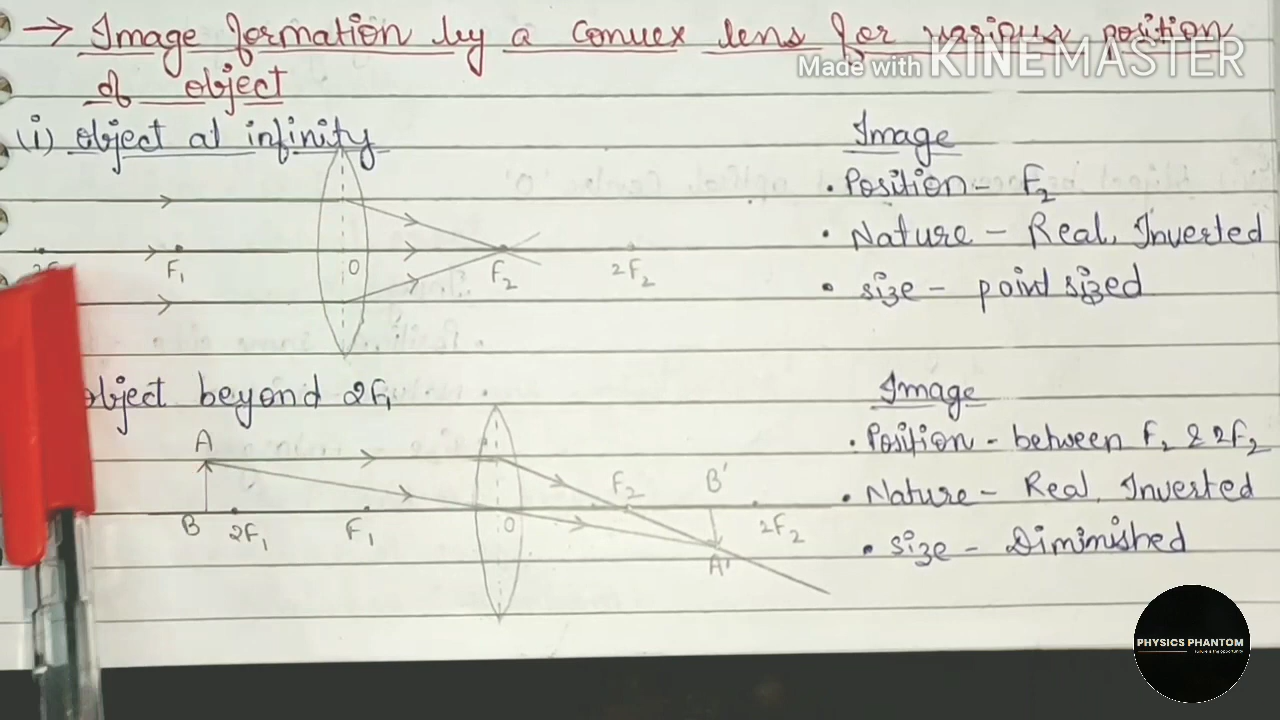 → Image formation by a convex lens for various position
of object
Made with KINEMASTER
(i) object at infinity
Image
• Position - F₂
• Nature - Real, Inverted
• size - point sized
F₁
O
F₂
2F₂
object beyond 2F₁
Image
• Position - between F₂ & 2F₂
• Nature - Real, Inverted
• size - Diminished
A
B
2F₁
F₁
O
F₂
B'
2F₂
A'
PHYSICS PHANTOM